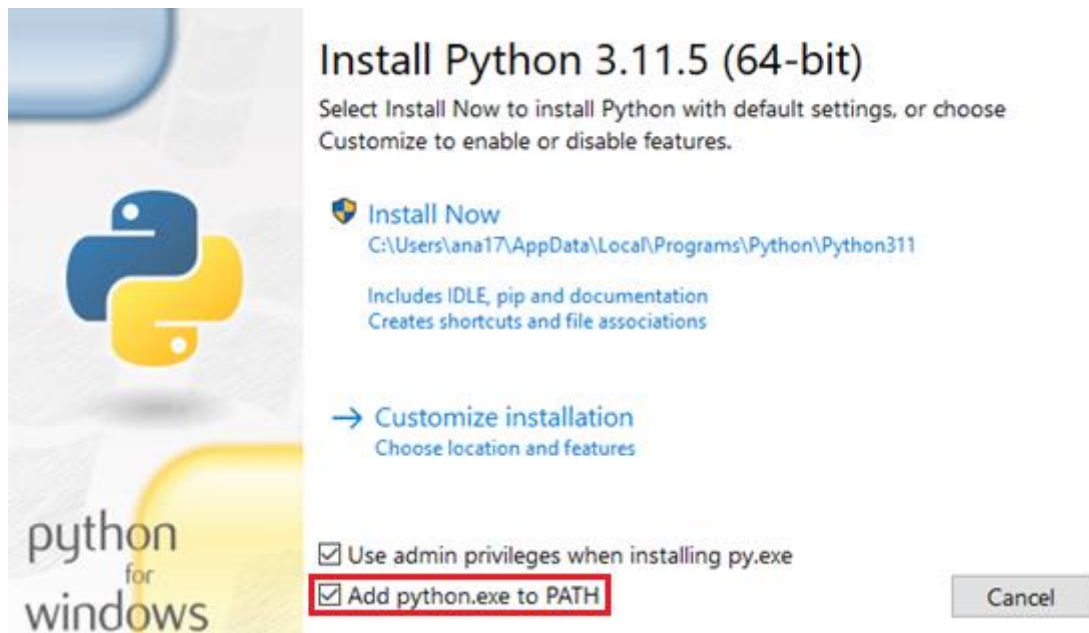 Install Python 3.11.5 (64-bit)
Select Install Now to install Python with default settings, or choose
Customize to enable or disable features.
Install Now
C:\Users\ana17\AppData\Local\Programs\Python\Python311
Includes IDLE, pip and documentation
Creates shortcuts and file associations
Customize installation
Choose location and features
python
for
windows
Use admin privileges when installing py.exe
Add python.exe to PATH
Cancel